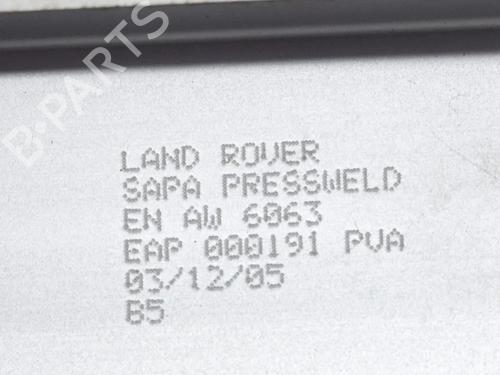 B-PARTS
LAND ROVER
SAPA PRESSWELD
EN AW 6063
EAP 000191 PVA
03/12/05
B5